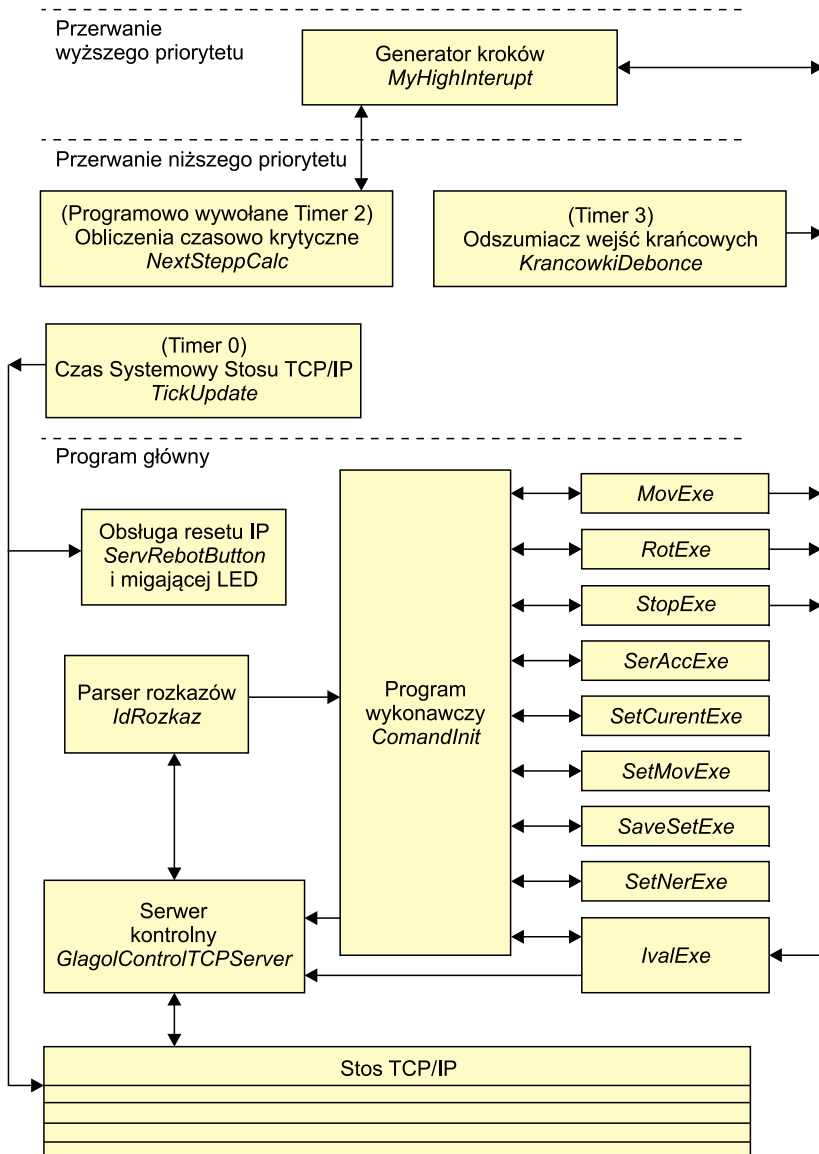 Przerwanie
wyższego priorytetu
Generator kroków
MyHighInterupt
Przerwanie niższego priorytetu
(Programowo wywołane Timer 2)
Obliczenia czasowo krytyczne
NextSteppCalc
(Timer 3)
Odszumiacz wejść krańcowych
KrancowkiDebonce
(Timer 0)
Czas Systemowy Stosu TCP/IP
TickUpdate
Program główny
Obsługa resetu IP
ServRebotButton
i migającej LED
Parser rozkazów
IdRozkaz
Program
wykonawczy
ComandInit
MovExe
RotExe
StopExe
SerAccExe
SetCurentExe
SetMovExe
SaveSetExe
SetNerExe
IvalExe
Serwer
kontrolny
GlagolControlTCPServer
Stos TCP/IP